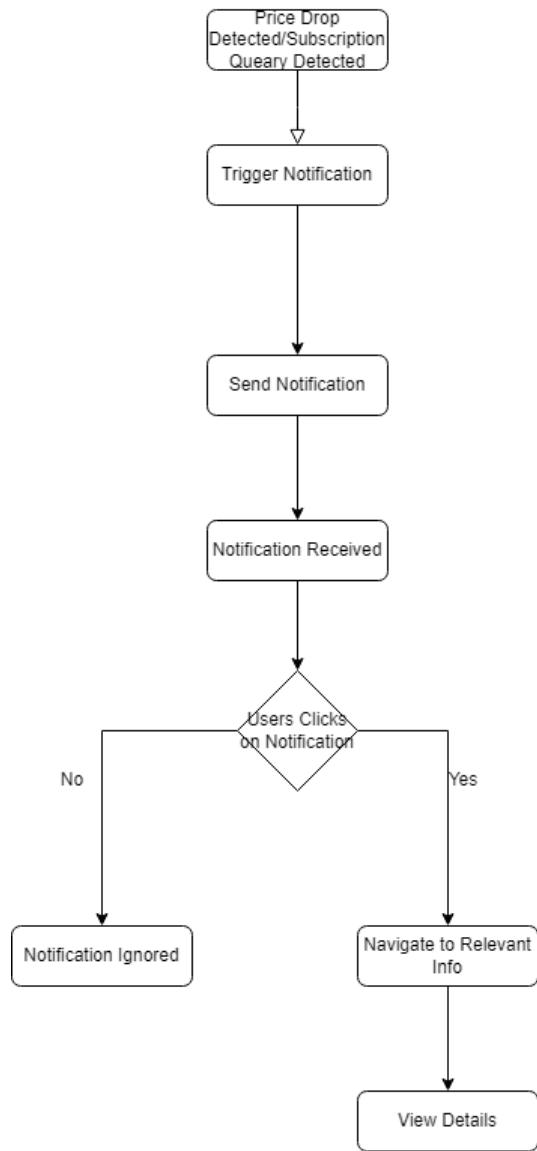 Price Drop
Detected/Subscription
Queary Detected
Trigger Notification
Send Notification
Notification Received
Users Clicks
on Notification
No
Yes
Notification Ignored
Navigate to Relevant
Info
View Details